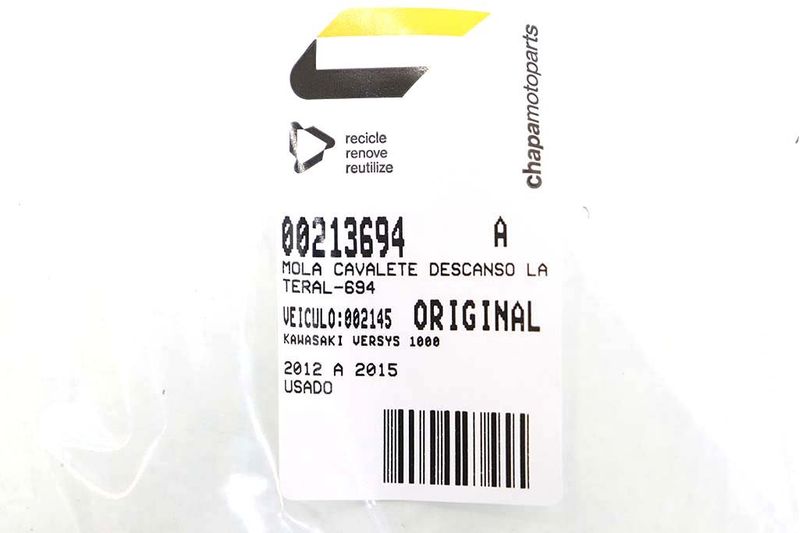 chapamotoparts
recicle
renove
reutilize
00213694 A
MOLA CAVALETE DESCANSO LA
TERAL-694
VEICULO:002145 ORIGINAL
KAWASAKI VERSYS 1000
2012 A 2015
USADO